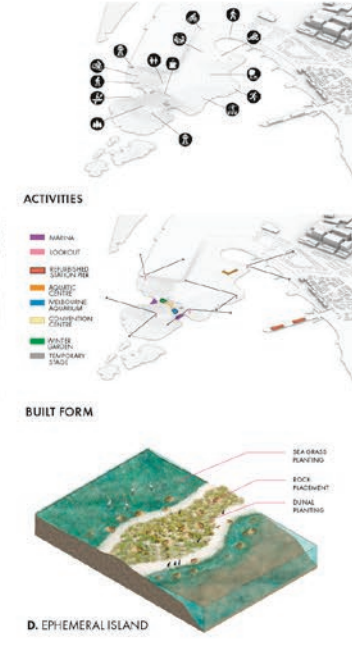 ACTIVITIES
MARINA
LOOKOUT
REFURBISHED
STATION PIER
AQUATIC
CENTRE
MELBOURNE
AQUARIUM
CONVENTION
CENTRE
WINTER
GARDEN
TEMPORARY
STAGE
BUILT FORM
SEA GRASS
PLANTING
ROCK
PLACEMENT
DUNAL
PLANTING
D. EPHEMERAL ISLAND